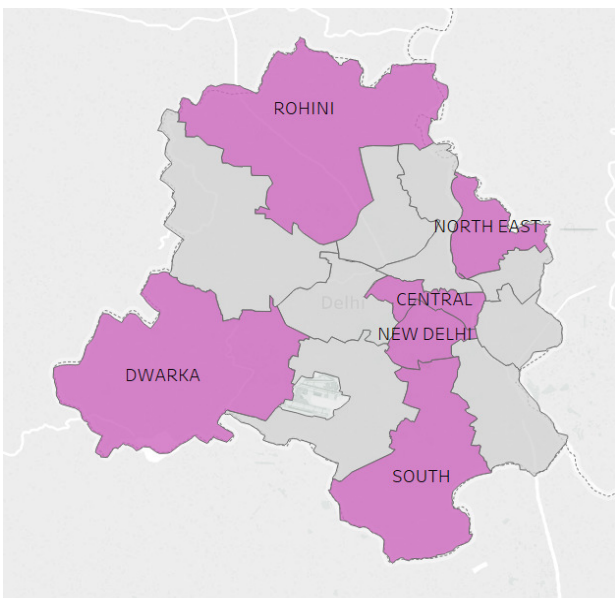 ROHINI
NORTH EAST
Delhi
CENTRAL
NEW DELHI
DWARKA
SOUTH